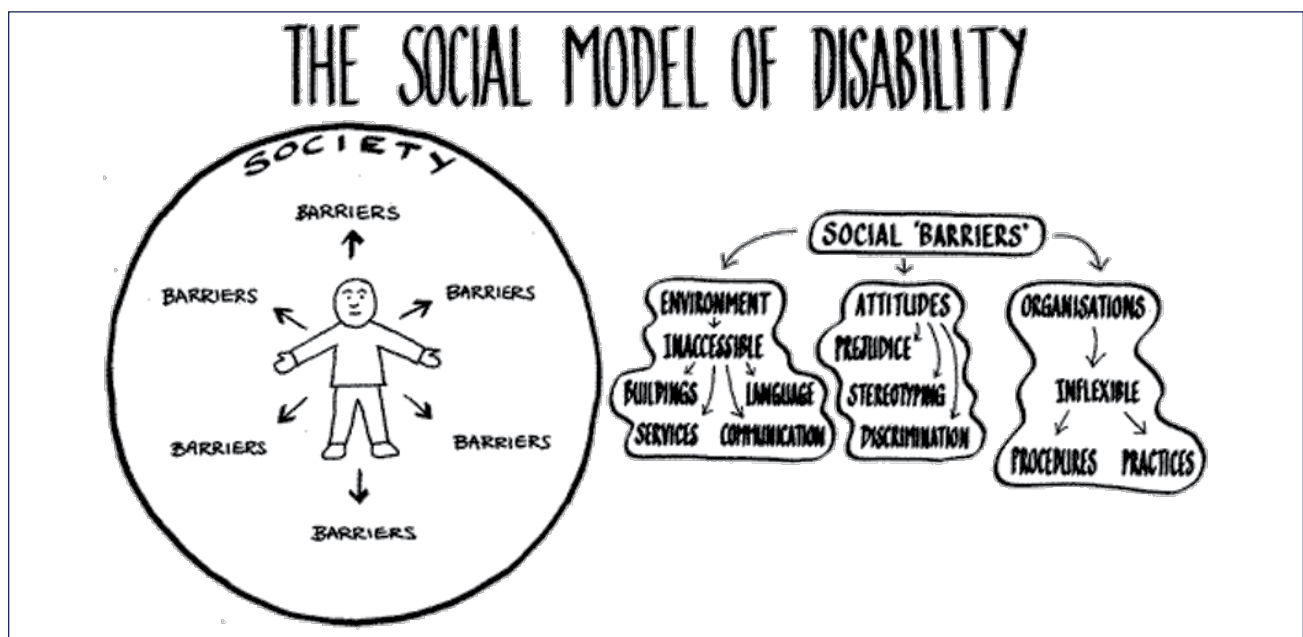 THE SOCIAL MODEL OF DISABILITY
SOCIETY
BARRIERS
BARRIERS
BARRIERS
BARRIERS
BARRIERS
BARRIERS
SOCIAL 'BARRIERS'
ENVIRONMENT
INACCESSIBLE
BUILDINGS LANGUAGE
SERVICES COMMUNICATION
ATTITUDES
PREJUDICE
STEREOTYPING
DISCRIMINATION
ORGANISATIONS
INFLEXIBLE
PROCEDURES PRACTICES